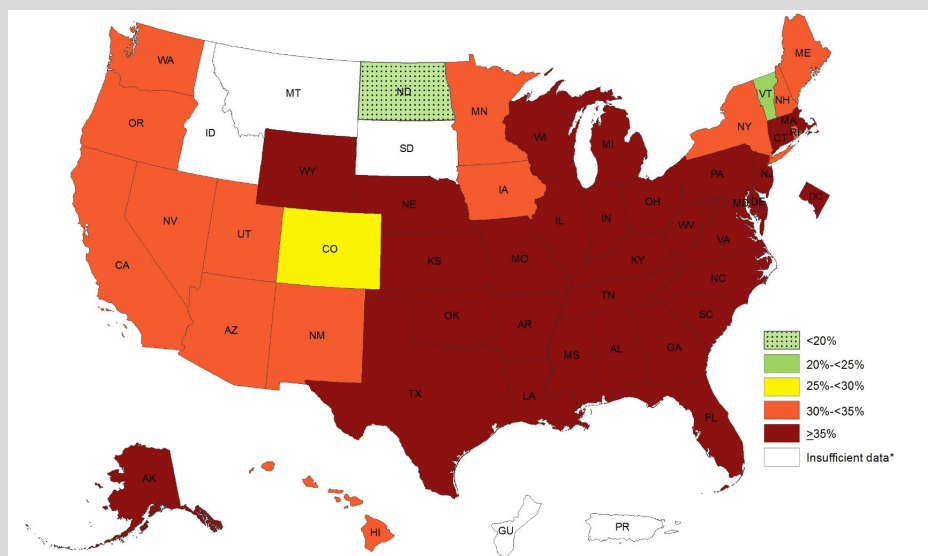 WA
ME
MT
ND
VT
MN
NH
OR
ID
WI
NY
MA
SD
MI
CT
RI
WY
IA
PA
NJ
NE
OH
DC
NV
IL
IN
MD
DE
UT
WV
CO
VA
CA
KS
MO
KY
NC
TN
OK
AR
SC
AZ
NM
MS
AL
GA
TX
LA
FL
AK
HI
GU
PR
<20%
20%-<25%
25%-<30%
30%-<35%
≥35%
Insufficient data*